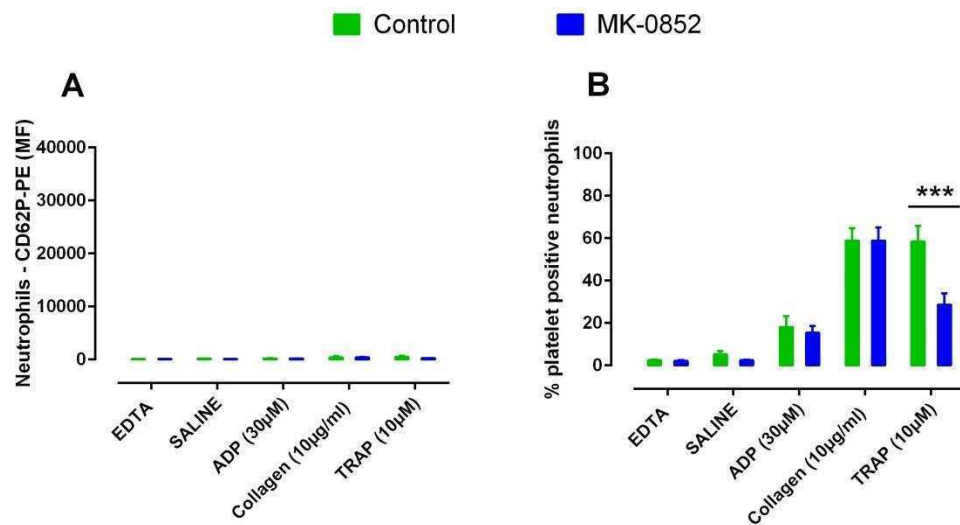 Control MK-0852
A
Neutrophils - CD62P-PE (MF)
40000
30000
20000
10000
0
EDTA
SALINE
ADP (30µM)
Collagen (10µg/ml)
TRAP (10µM)
B
% platelet positive neutrophils
100
80
60
40
20
0
***
EDTA
SALINE
ADP (30µM)
Collagen (10µg/ml)
TRAP (10µM)